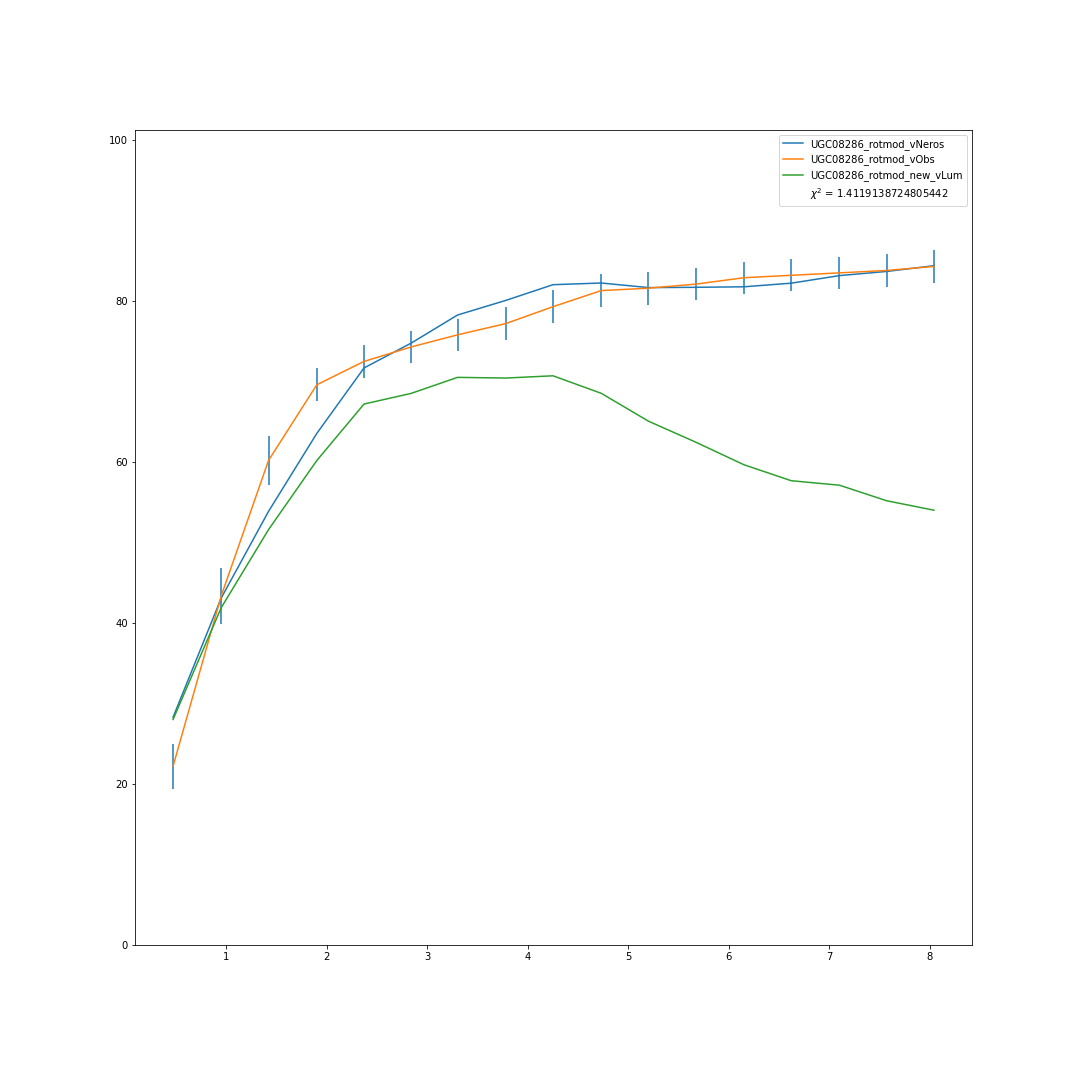 100
UGC08286_rotmod_vNeros
UGC08286_rotmod_vObs
UGC08286_rotmod_new_vLum
χ² = 1.4119138724805442
80
60
40
20
0
1 2 3 4 5 6 7 8